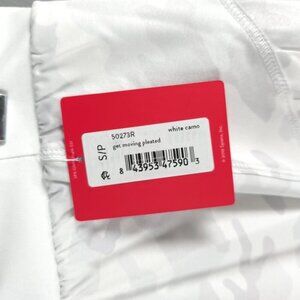 50273R
white camo
get moving pleated
S/P
8 43953 47590 3